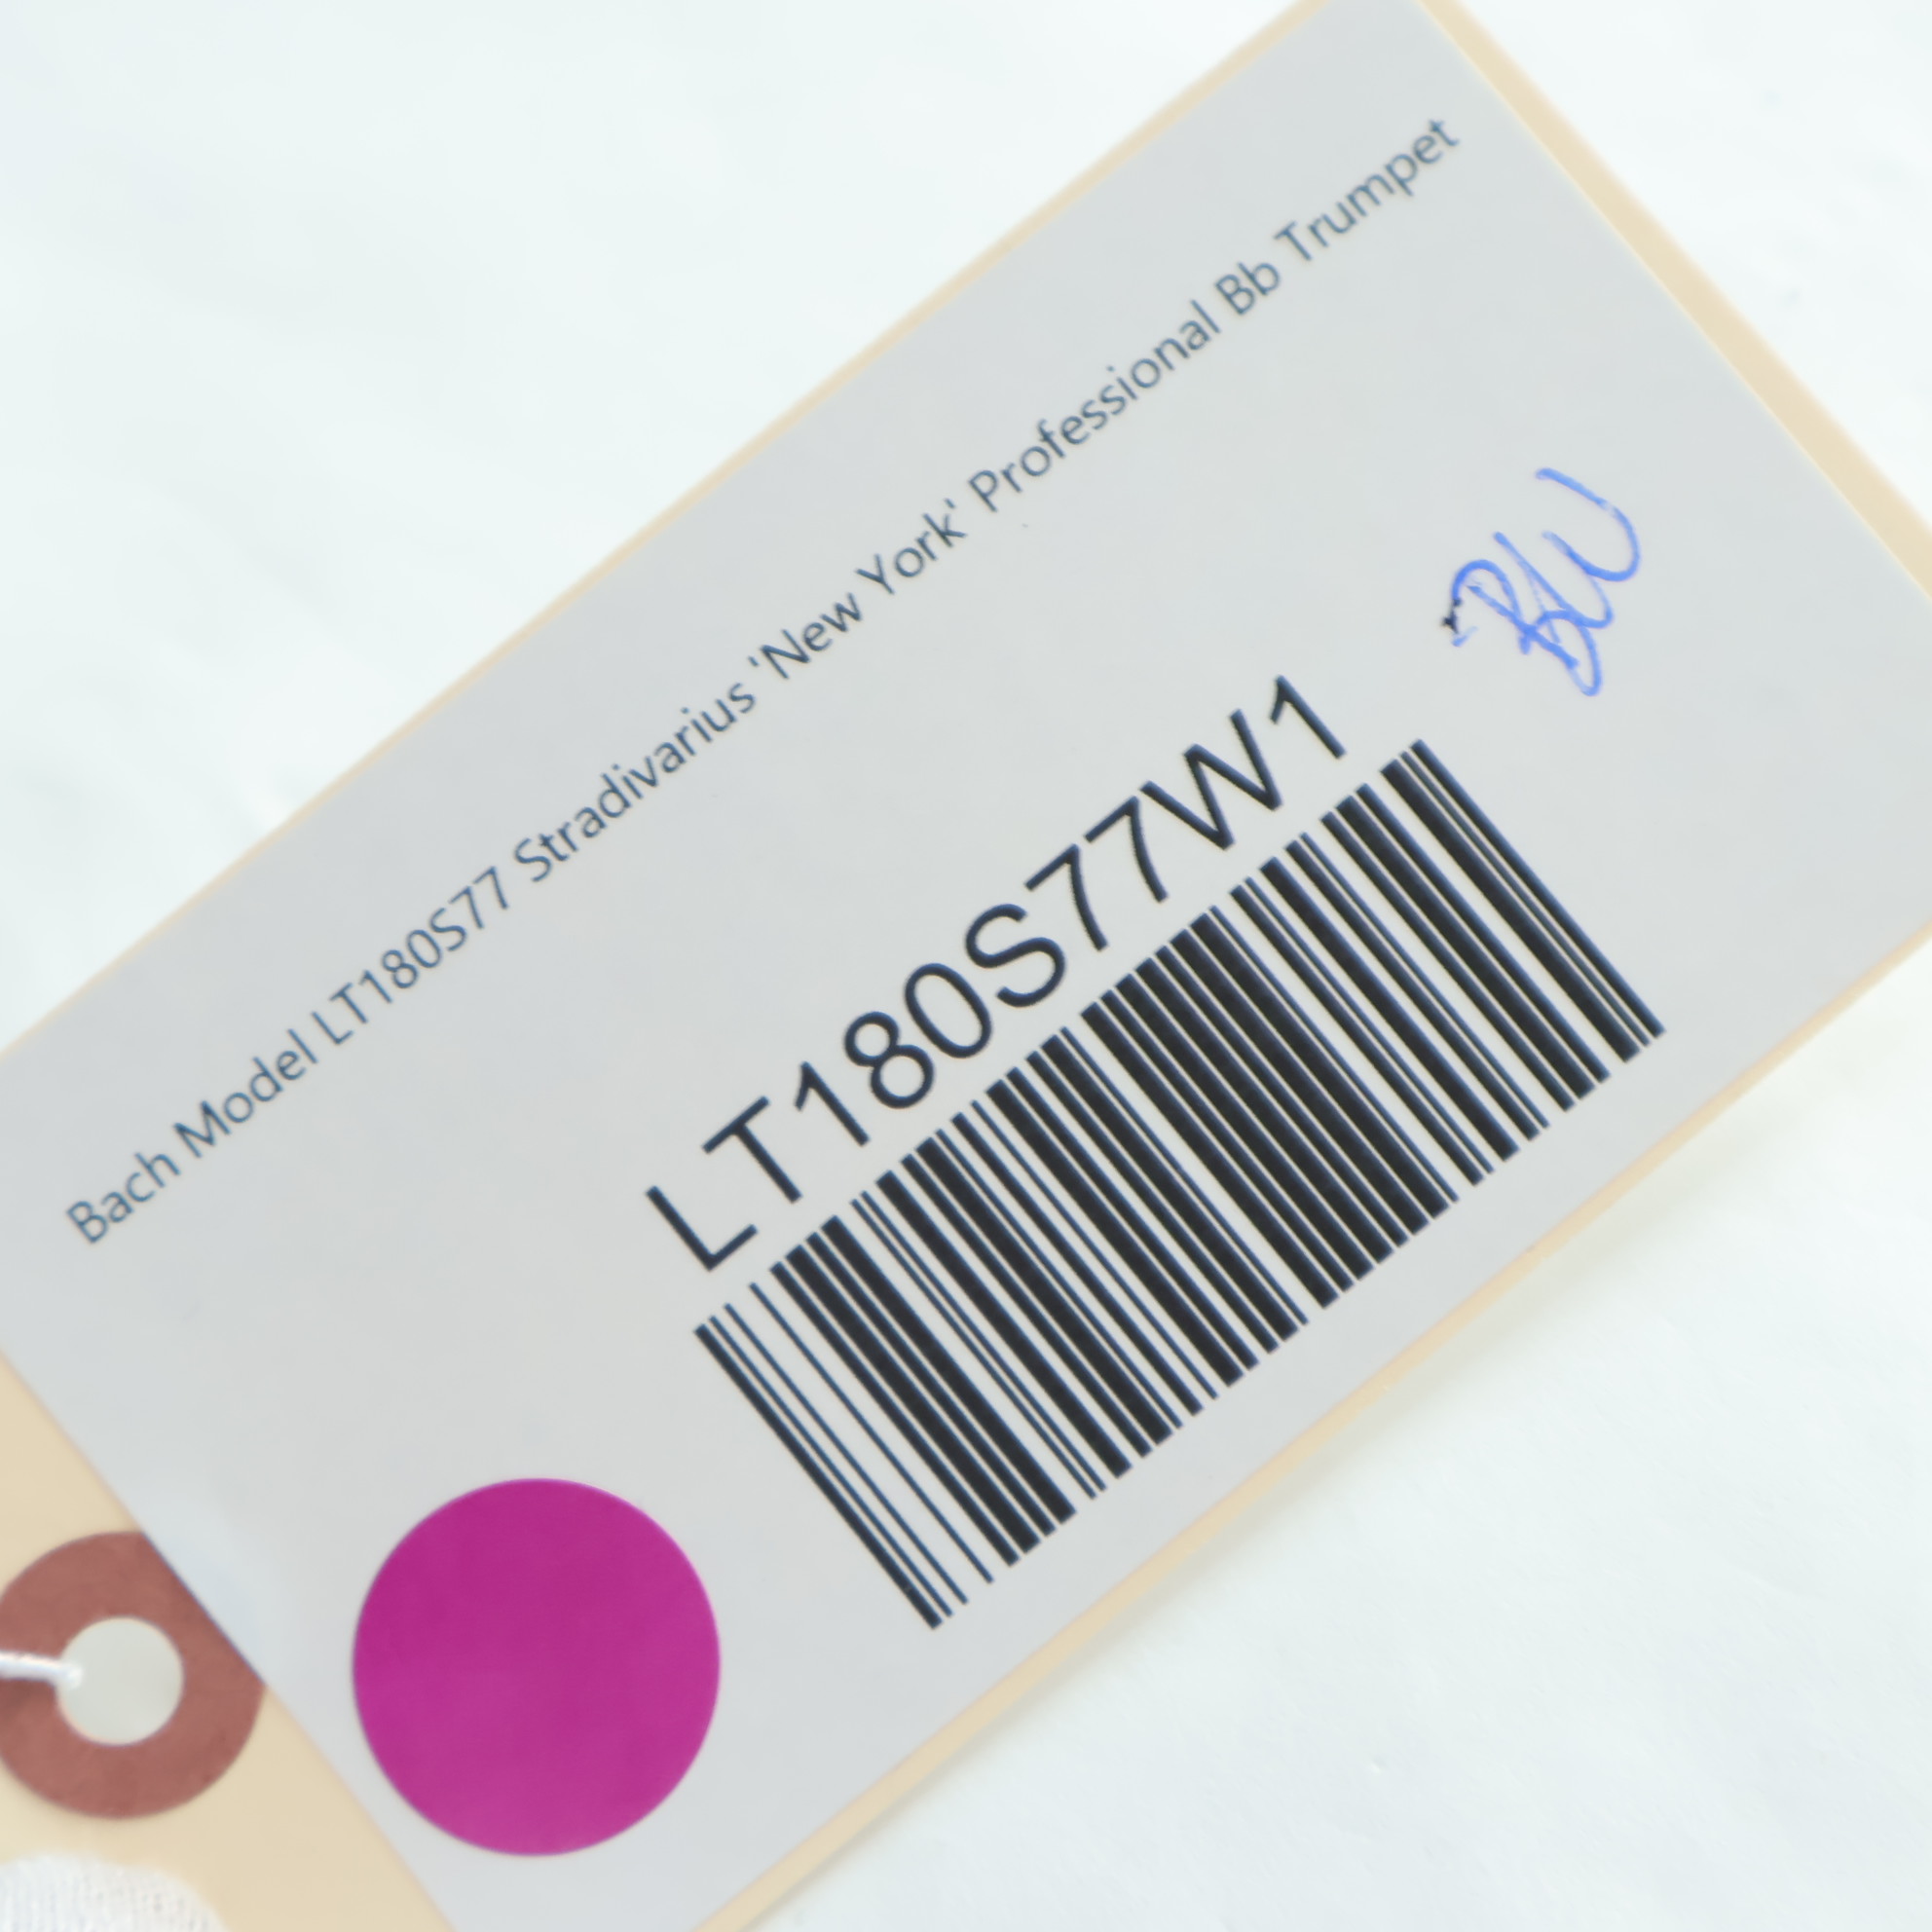 Bach Model LT180S77 Stradivarius 'New York' Professional Bb Trumpet
LT180S77W1